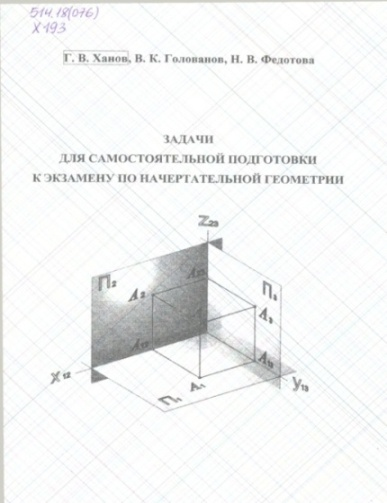 514.18(076)
Х 193
Г. В. Ханов, В. К. Голованов, Н. В. Федотова
ЗАДАЧИ
ДЛЯ САМОСТОЯТЕЛЬНОЙ ПОДГОТОВКИ
К ЭКЗАМЕНУ ПО НАЧЕРТАТЕЛЬНОЙ ГЕОМЕТРИИ
Z₂₃
П₂
П₃
A₂
A₃
X₁₂
A₁
П₁
Y₁₃